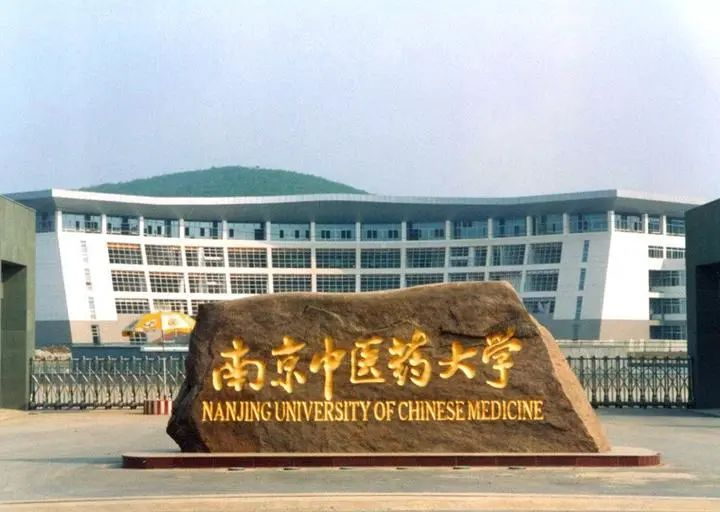 南京中医药大学
NANJING UNIVERSITY OF CHINESE MEDICINE